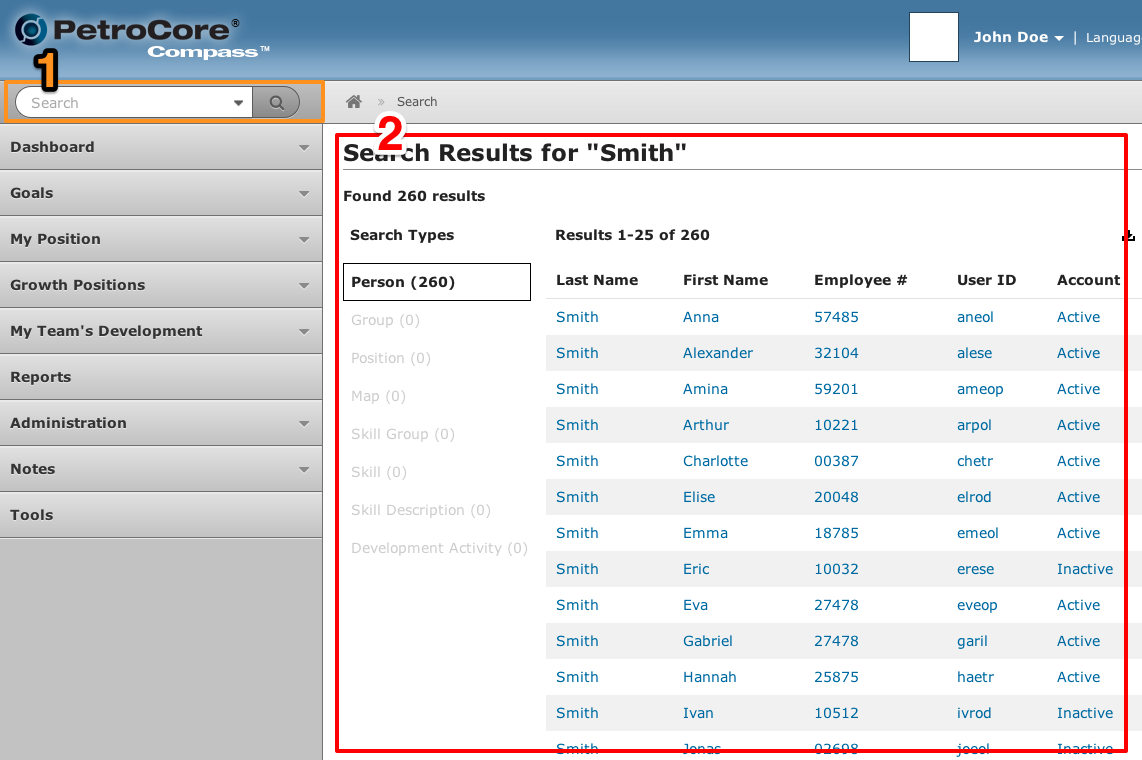 PetroCore®
Compass™
John Doe | Languag
1
Search
» Search
2
Dashboard
Goals
My Position
Growth Positions
My Team's Development
Reports
Administration
Notes
Tools
Search Results for "Smith"
Found 260 results
Search Types
Person (260)
Group (0)
Position (0)
Map (0)
Skill Group (0)
Skill (0)
Skill Description (0)
Development Activity (0)
Results 1-25 of 260
Last Name First Name Employee # User ID Account
Smith Anna 57485 aneol Active
Smith Alexander 32104 alese Active
Smith Amina 59201 ameop Active
Smith Arthur 10221 arpol Active
Smith Charlotte 00387 chetr Active
Smith Elise 20048 elrod Active
Smith Emma 18785 emeol Active
Smith Eric 10032 erese Inactive
Smith Eva 27478 eveop Active
Smith Gabriel 27478 garil Active
Smith Hannah 25875 haetr Active
Smith Ivan 10512 ivrod Inactive
Smith Jonas 02698 joeol Inactive